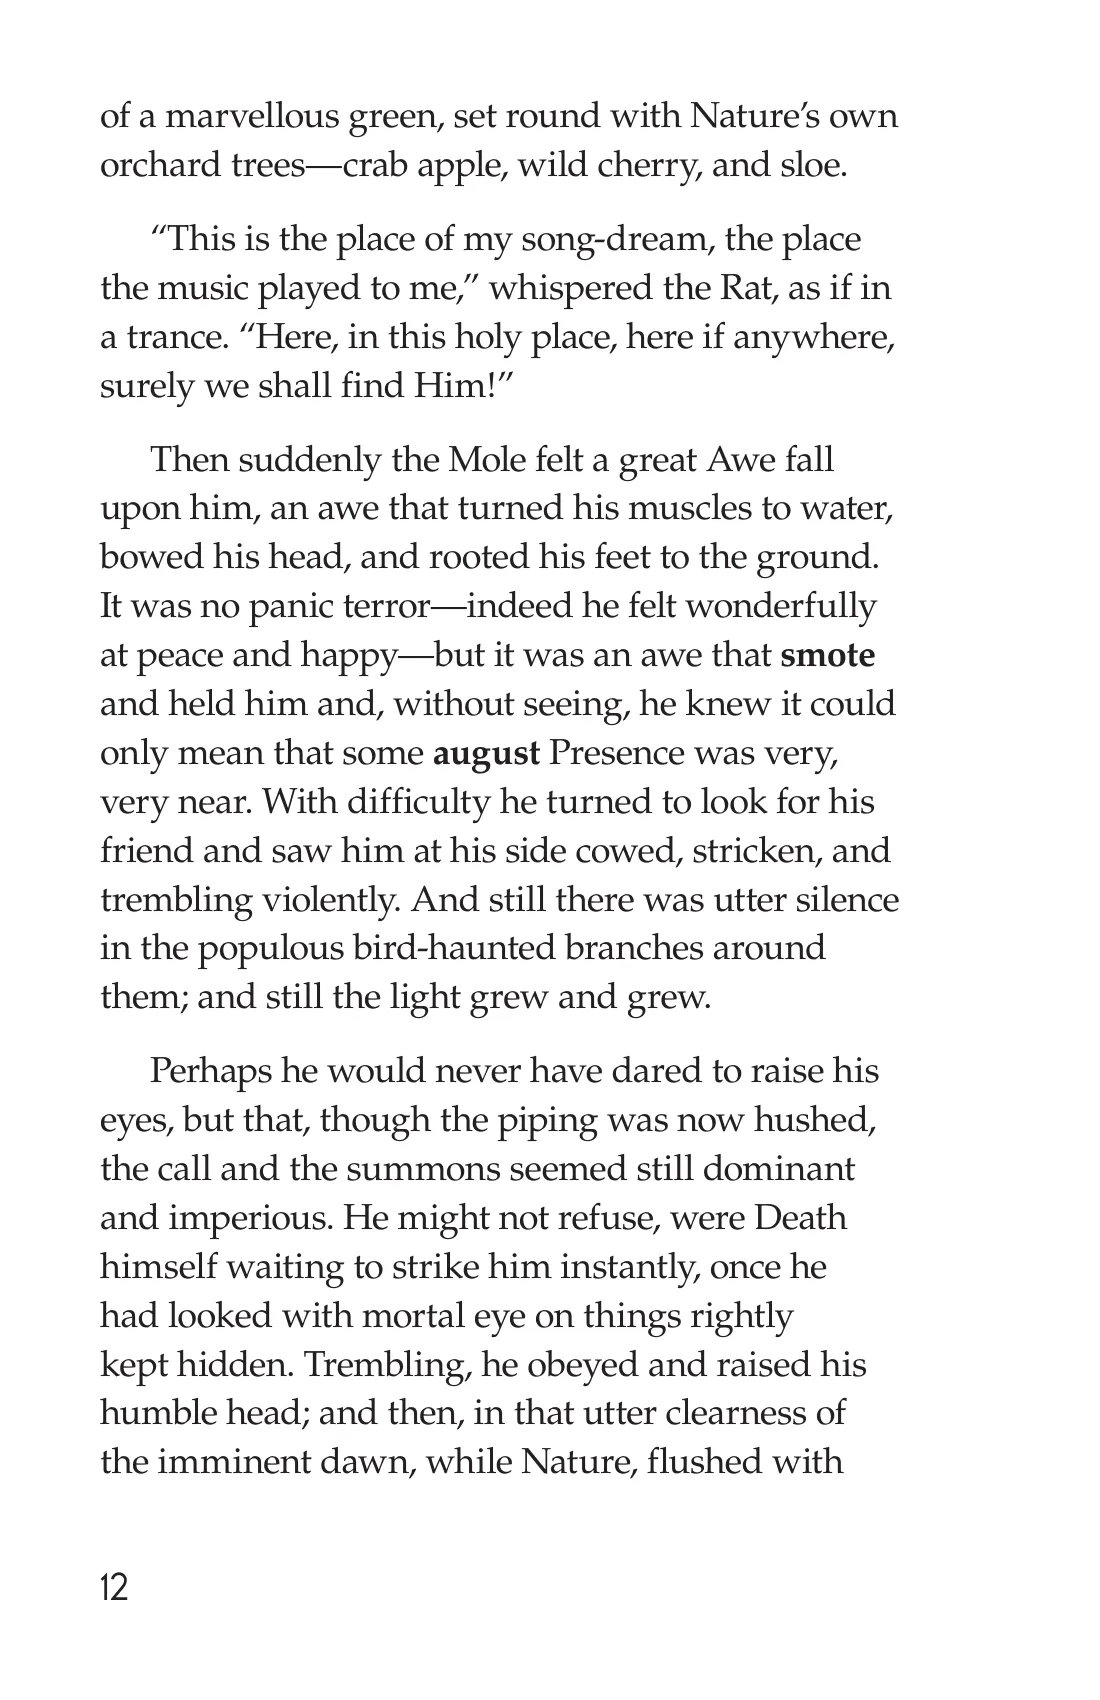 of a marvellous green, set round with Nature’s own
orchard trees—crab apple, wild cherry, and sloe.
“This is the place of my song-dream, the place
the music played to me,” whispered the Rat, as if in
a trance. “Here, in this holy place, here if anywhere,
surely we shall find Him!”
Then suddenly the Mole felt a great Awe fall
upon him, an awe that turned his muscles to water,
bowed his head, and rooted his feet to the ground.
It was no panic terror—indeed he felt wonderfully
at peace and happy—but it was an awe that smote
and held him and, without seeing, he knew it could
only mean that some august Presence was very,
very near. With difficulty he turned to look for his
friend and saw him at his side cowed, stricken, and
trembling violently. And still there was utter silence
in the populous bird-haunted branches around
them; and still the light grew and grew.
Perhaps he would never have dared to raise his
eyes, but that, though the piping was now hushed,
the call and the summons seemed still dominant
and imperious. He might not refuse, were Death
himself waiting to strike him instantly, once he
had looked with mortal eye on things rightly
kept hidden. Trembling, he obeyed and raised his
humble head; and then, in that utter clearness of
the imminent dawn, while Nature, flushed with
12